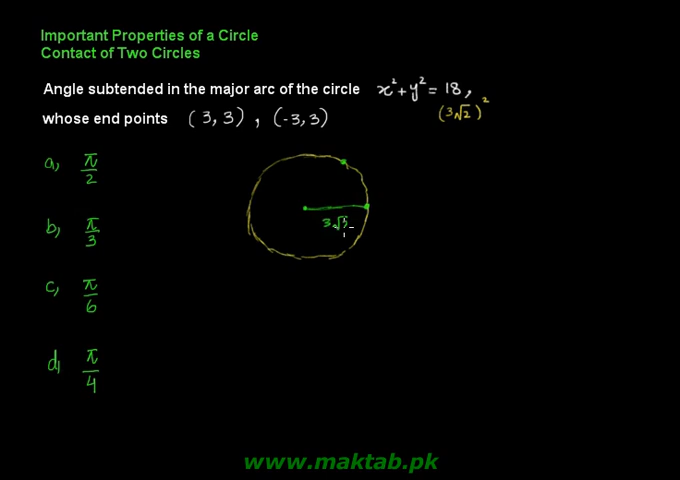 Important Properties of a Circle
Contact of Two Circles
Angle subtended in the major arc of the circle x² + y² = 18,
(3√2)²
whose end points (3, 3) , (-3, 3)
a) π/2
3√
b) π/3
c) π/6
d) π/4
www.maktab.pk